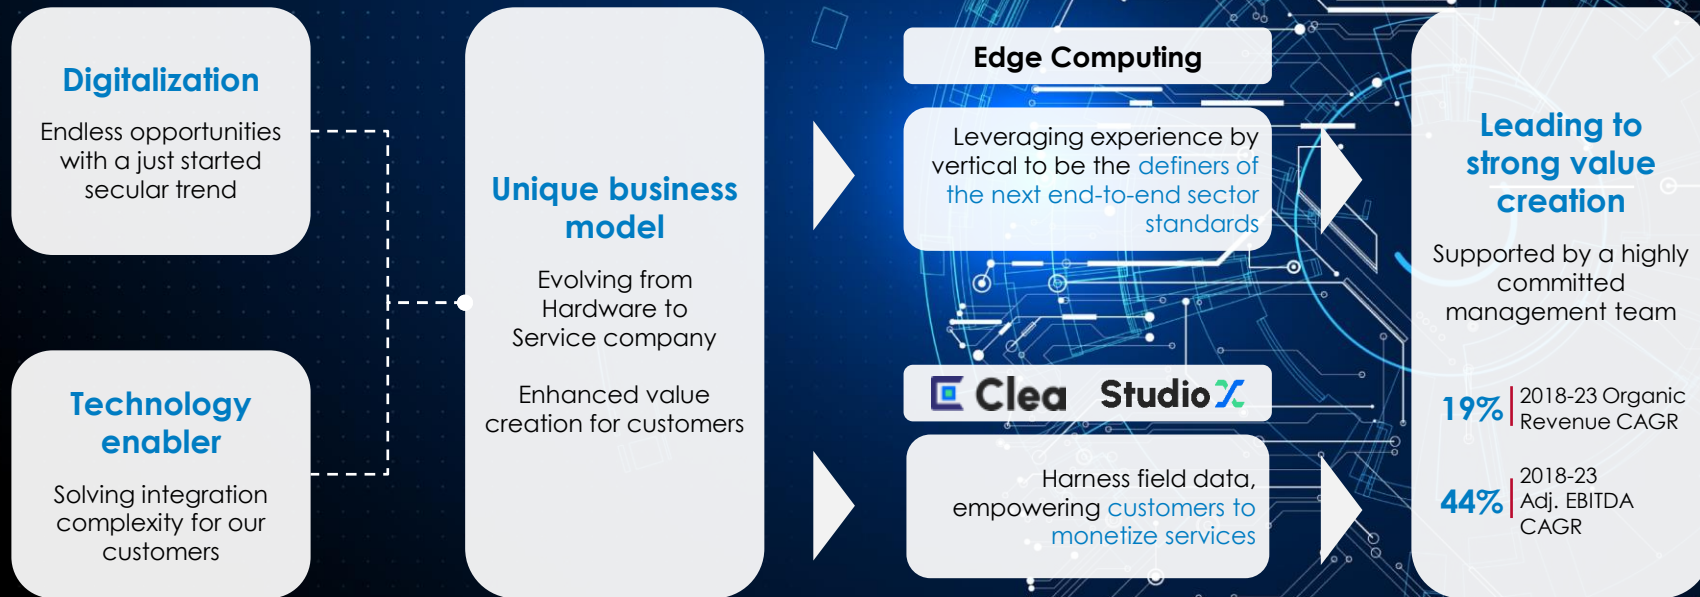 Digitalization
Endless opportunities
with a just started
secular trend
Technology
enabler
Solving integration
complexity for our
customers
Unique business
model
Evolving from
Hardware to
Service company
Enhanced value
creation for customers
Edge Computing
Leveraging experience by
vertical to be the definers of
the next end-to-end sector
standards
Clea StudioX
Harness field data,
empowering customers to
monetize services
Leading to
strong value
creation
Supported by a highly
committed
management team
19% 2018-23 Organic
Revenue CAGR
44% 2018-23
Adj. EBITDA
CAGR